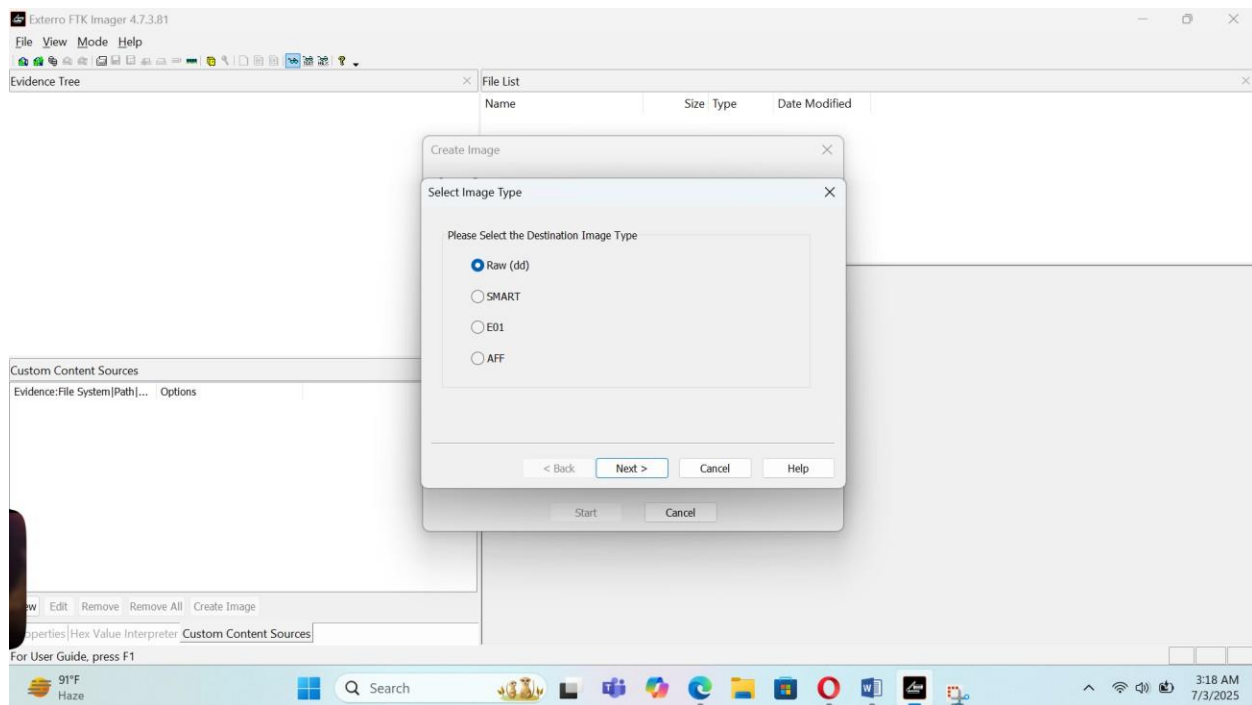 Exterro FTK Imager 4.7.3.81
File View Mode Help
Evidence Tree
File List
Name Size Type Date Modified
Create Image
Select Image Type
Please Select the Destination Image Type
Raw (dd)
SMART
E01
AFF
Custom Content Sources
Evidence:File System|Path|... Options
< Back Next > Cancel Help
Start Cancel
Edit Remove Remove All Create Image
Hex Value Interpreter Custom Content Sources
For User Guide, press F1
91°F
Haze
Search
3:18 AM
7/3/2025